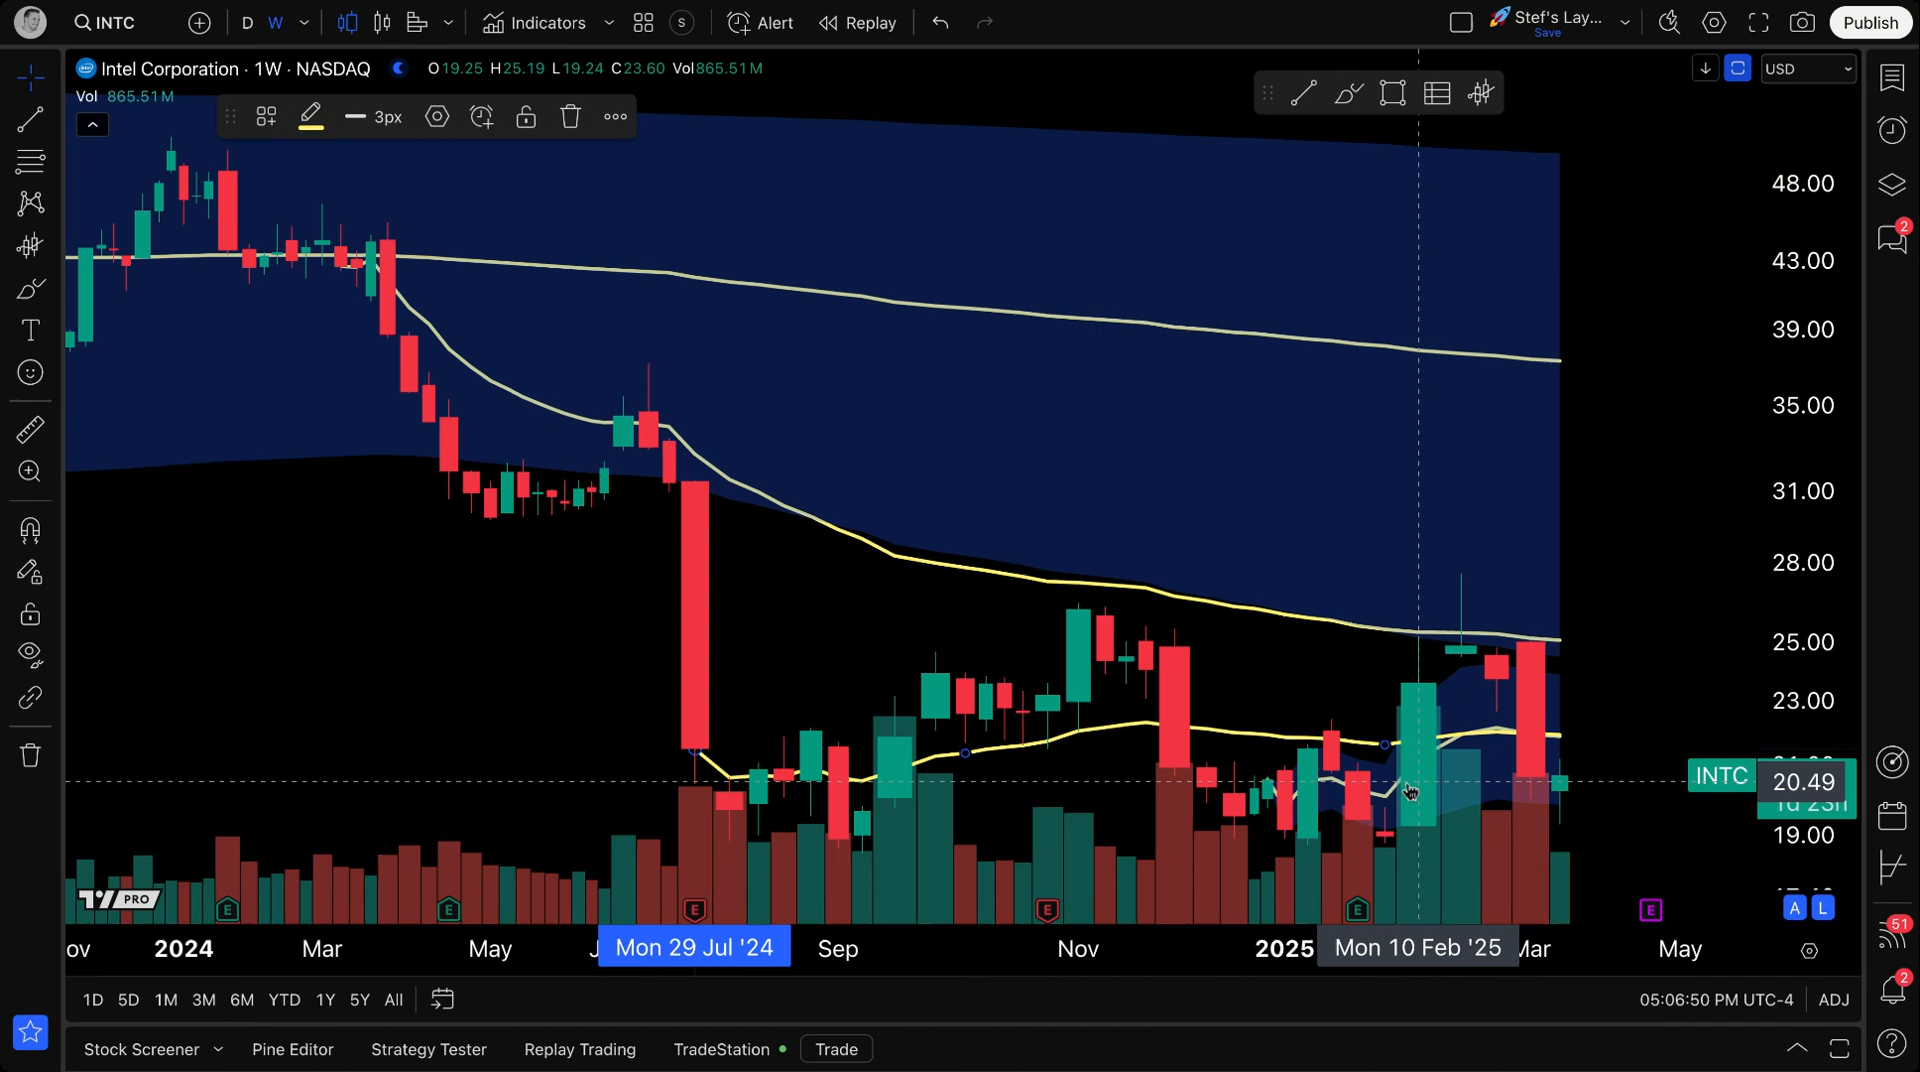 INTC
D
W
Indicators
S
Alert
Replay
Stef's Lay...
Save
Publish
Intel Corporation · 1W · NASDAQ
O19.25 H25.19 L19.24 C23.60 Vol865.51M
USD
Vol 865.51M
3px
48.00
43.00
39.00
35.00
31.00
28.00
25.00
23.00
INTC
20.49
19.00
PRO
E
E
E
E
E
E
A
L
2
51
2
ov
2024
Mar
May
J
Mon 29 Jul '24
Sep
Nov
2025
Mon 10 Feb '25
Mar
May
1D 5D 1M 3M 6M YTD 1Y 5Y All
05:06:50 PM UTC-4
ADJ
Stock Screener
Pine Editor
Strategy Tester
Replay Trading
TradeStation
Trade